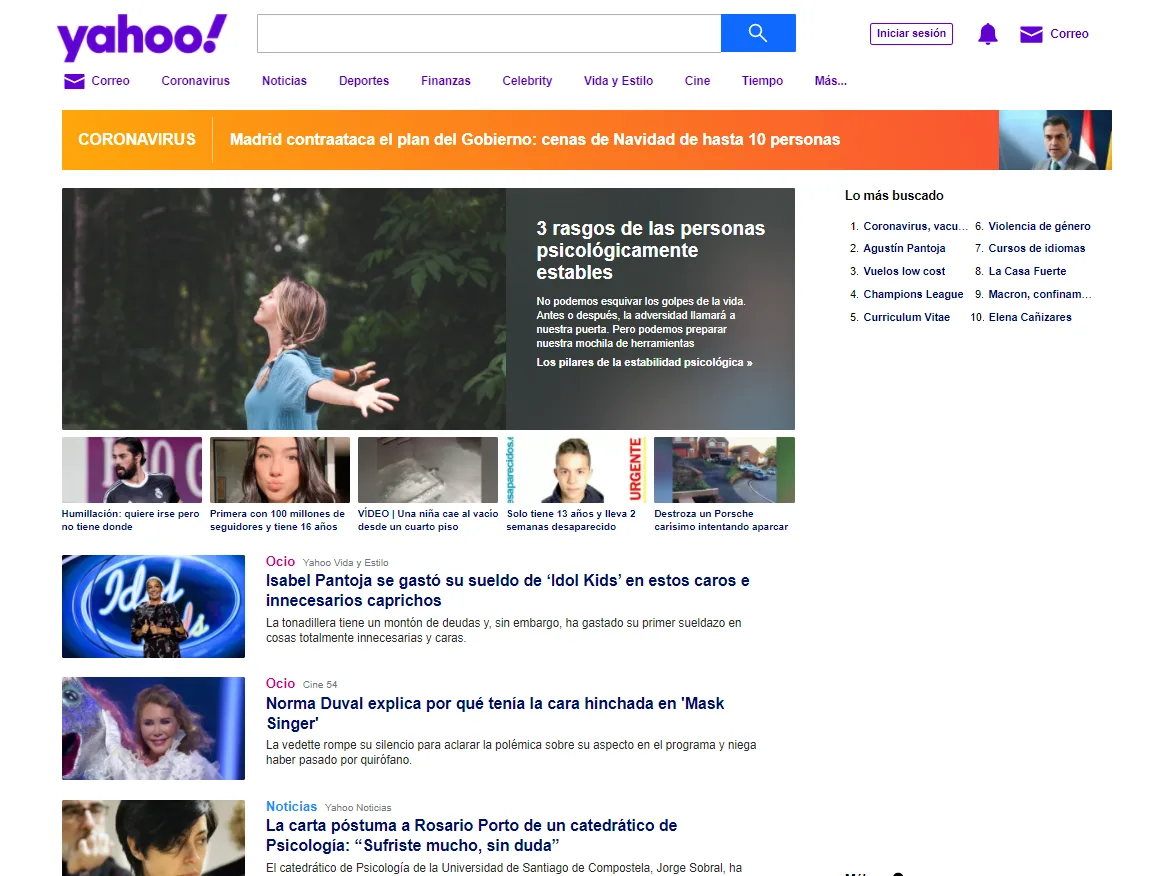 yahoo!
Iniciar sesión
Correo
Correo
Coronavirus
Noticias
Deportes
Finanzas
Celebrity
Vida y Estilo
Cine
Tiempo
Más...
CORONAVIRUS
Madrid contraataca el plan del Gobierno: cenas de Navidad de hasta 10 personas
3 rasgos de las personas
psicológicamente
estables
No podemos esquivar los golpes de la vida.
Antes o después, la adversidad llamará a
nuestra puerta. Pero podemos preparar
nuestra mochila de herramientas
Los pilares de la estabilidad psicológica »
Lo más buscado
1. Coronavirus, vacu...
2. Agustín Pantoja
3. Vuelos low cost
4. Champions League
5. Curriculum Vitae
6. Violencia de género
7. Cursos de idiomas
8. La Casa Fuerte
9. Macron, confinam...
10. Elena Cañizares
URGENTE
Humillación: quiere irse pero
no tiene donde
Primera con 100 millones de
seguidores y tiene 16 años
VÍDEO | Una niña cae al vacío
desde un cuarto piso
Solo tiene 13 años y lleva 2
semanas desaparecido
Destroza un Porsche
carísimo intentando aparcar
Idol
Ocio Yahoo Vida y Estilo
Isabel Pantoja se gastó su sueldo de ‘Idol Kids’ en estos caros e
innecesarios caprichos
La tonadillera tiene un montón de deudas y, sin embargo, ha gastado su primer sueldazo en
cosas totalmente innecesarias y caras.
Ocio Cine 54
Norma Duval explica por qué tenía la cara hinchada en 'Mask
Singer'
La vedette rompe su silencio para aclarar la polémica sobre su aspecto en el programa y niega
haber pasado por quirófano.
Noticias Yahoo Noticias
La carta póstuma a Rosario Porto de un catedrático de
Psicología: “Sufriste mucho, sin duda”
El catedrático de Psicología de la Universidad de Santiago de Compostela, Jorge Sobral, ha